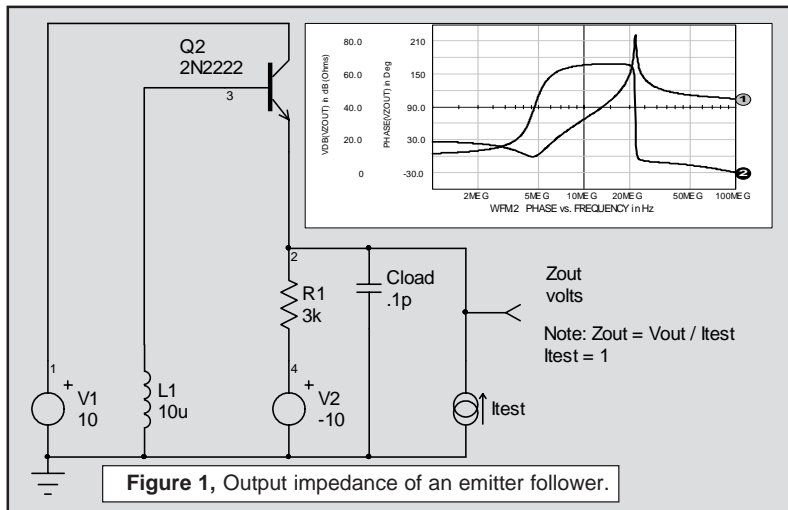 Q2
2N2222
3
80.0
60.0
40.0
20.0
0
VDB(VZOUT) in dB (Ohms)
210
150
90.0
30.0
-30.0
PHASE(VZOUT) in Deg
1
2
2MEG 5MEG 10MEG 20MEG 50MEG 100MEG
WFM.2 PHASE vs. FREQUENCY in Hz
2
R1
3k
Cload
.1p
Zout
volts
Note: Zout = Vout / Itest
Itest = 1
1
+
V1
10
L1
10u
4
+
V2
-10
Itest
Figure 1, Output impedance of an emitter follower.